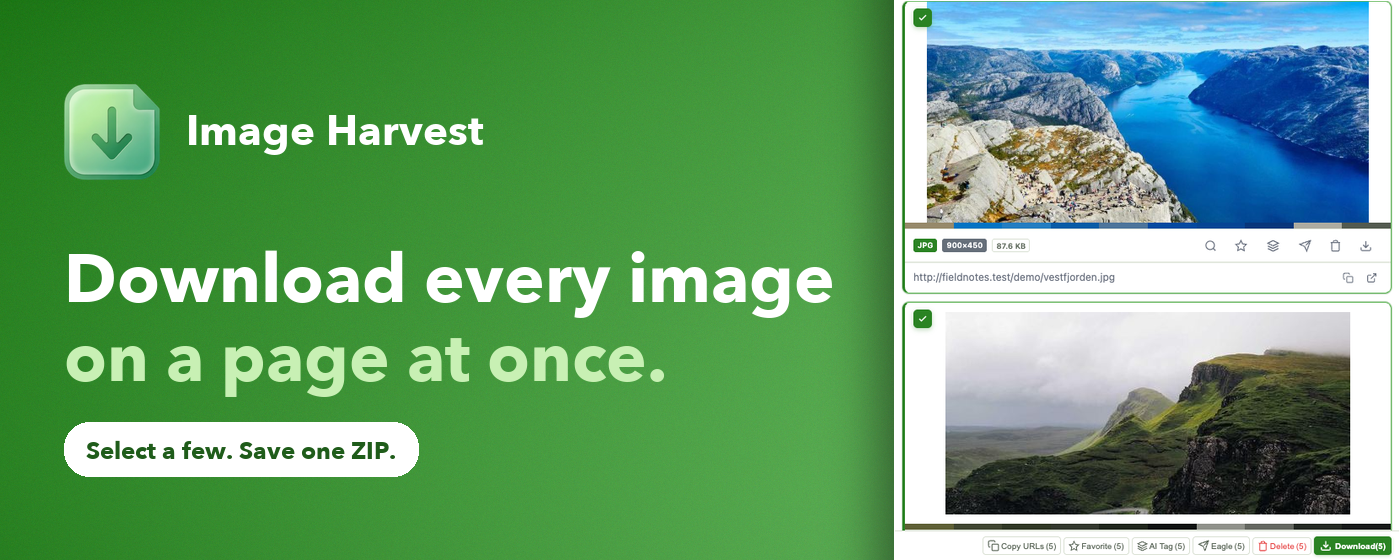 Image Harvest
Download every image
on a page at once.
Select a few. Save one ZIP.
JPG 900×450 87.6 KB
http://fieldnotes.test/demo/vestfjorden.jpg
Copy URLs (5) Favorite (5) AI Tag (5) Eagle (5) Delete (5) Download(5)